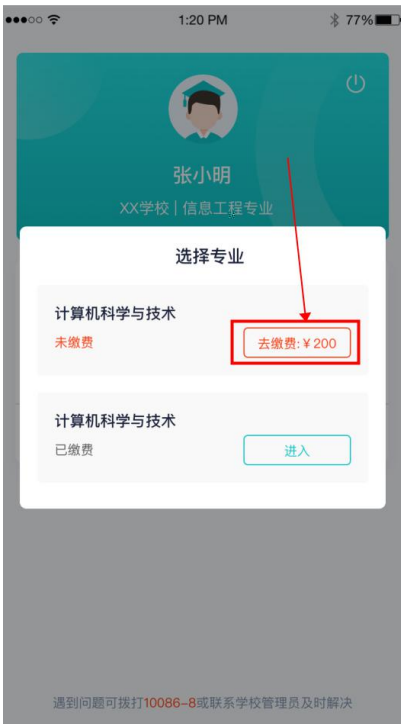 1:20 PM 77%
张小明
XX学校 | 信息工程专业
选择专业
计算机科学与技术
未缴费 去缴费:¥200
计算机科学与技术
已缴费 进入
遇到问题可拨打10086-8或联系学校管理员及时解决